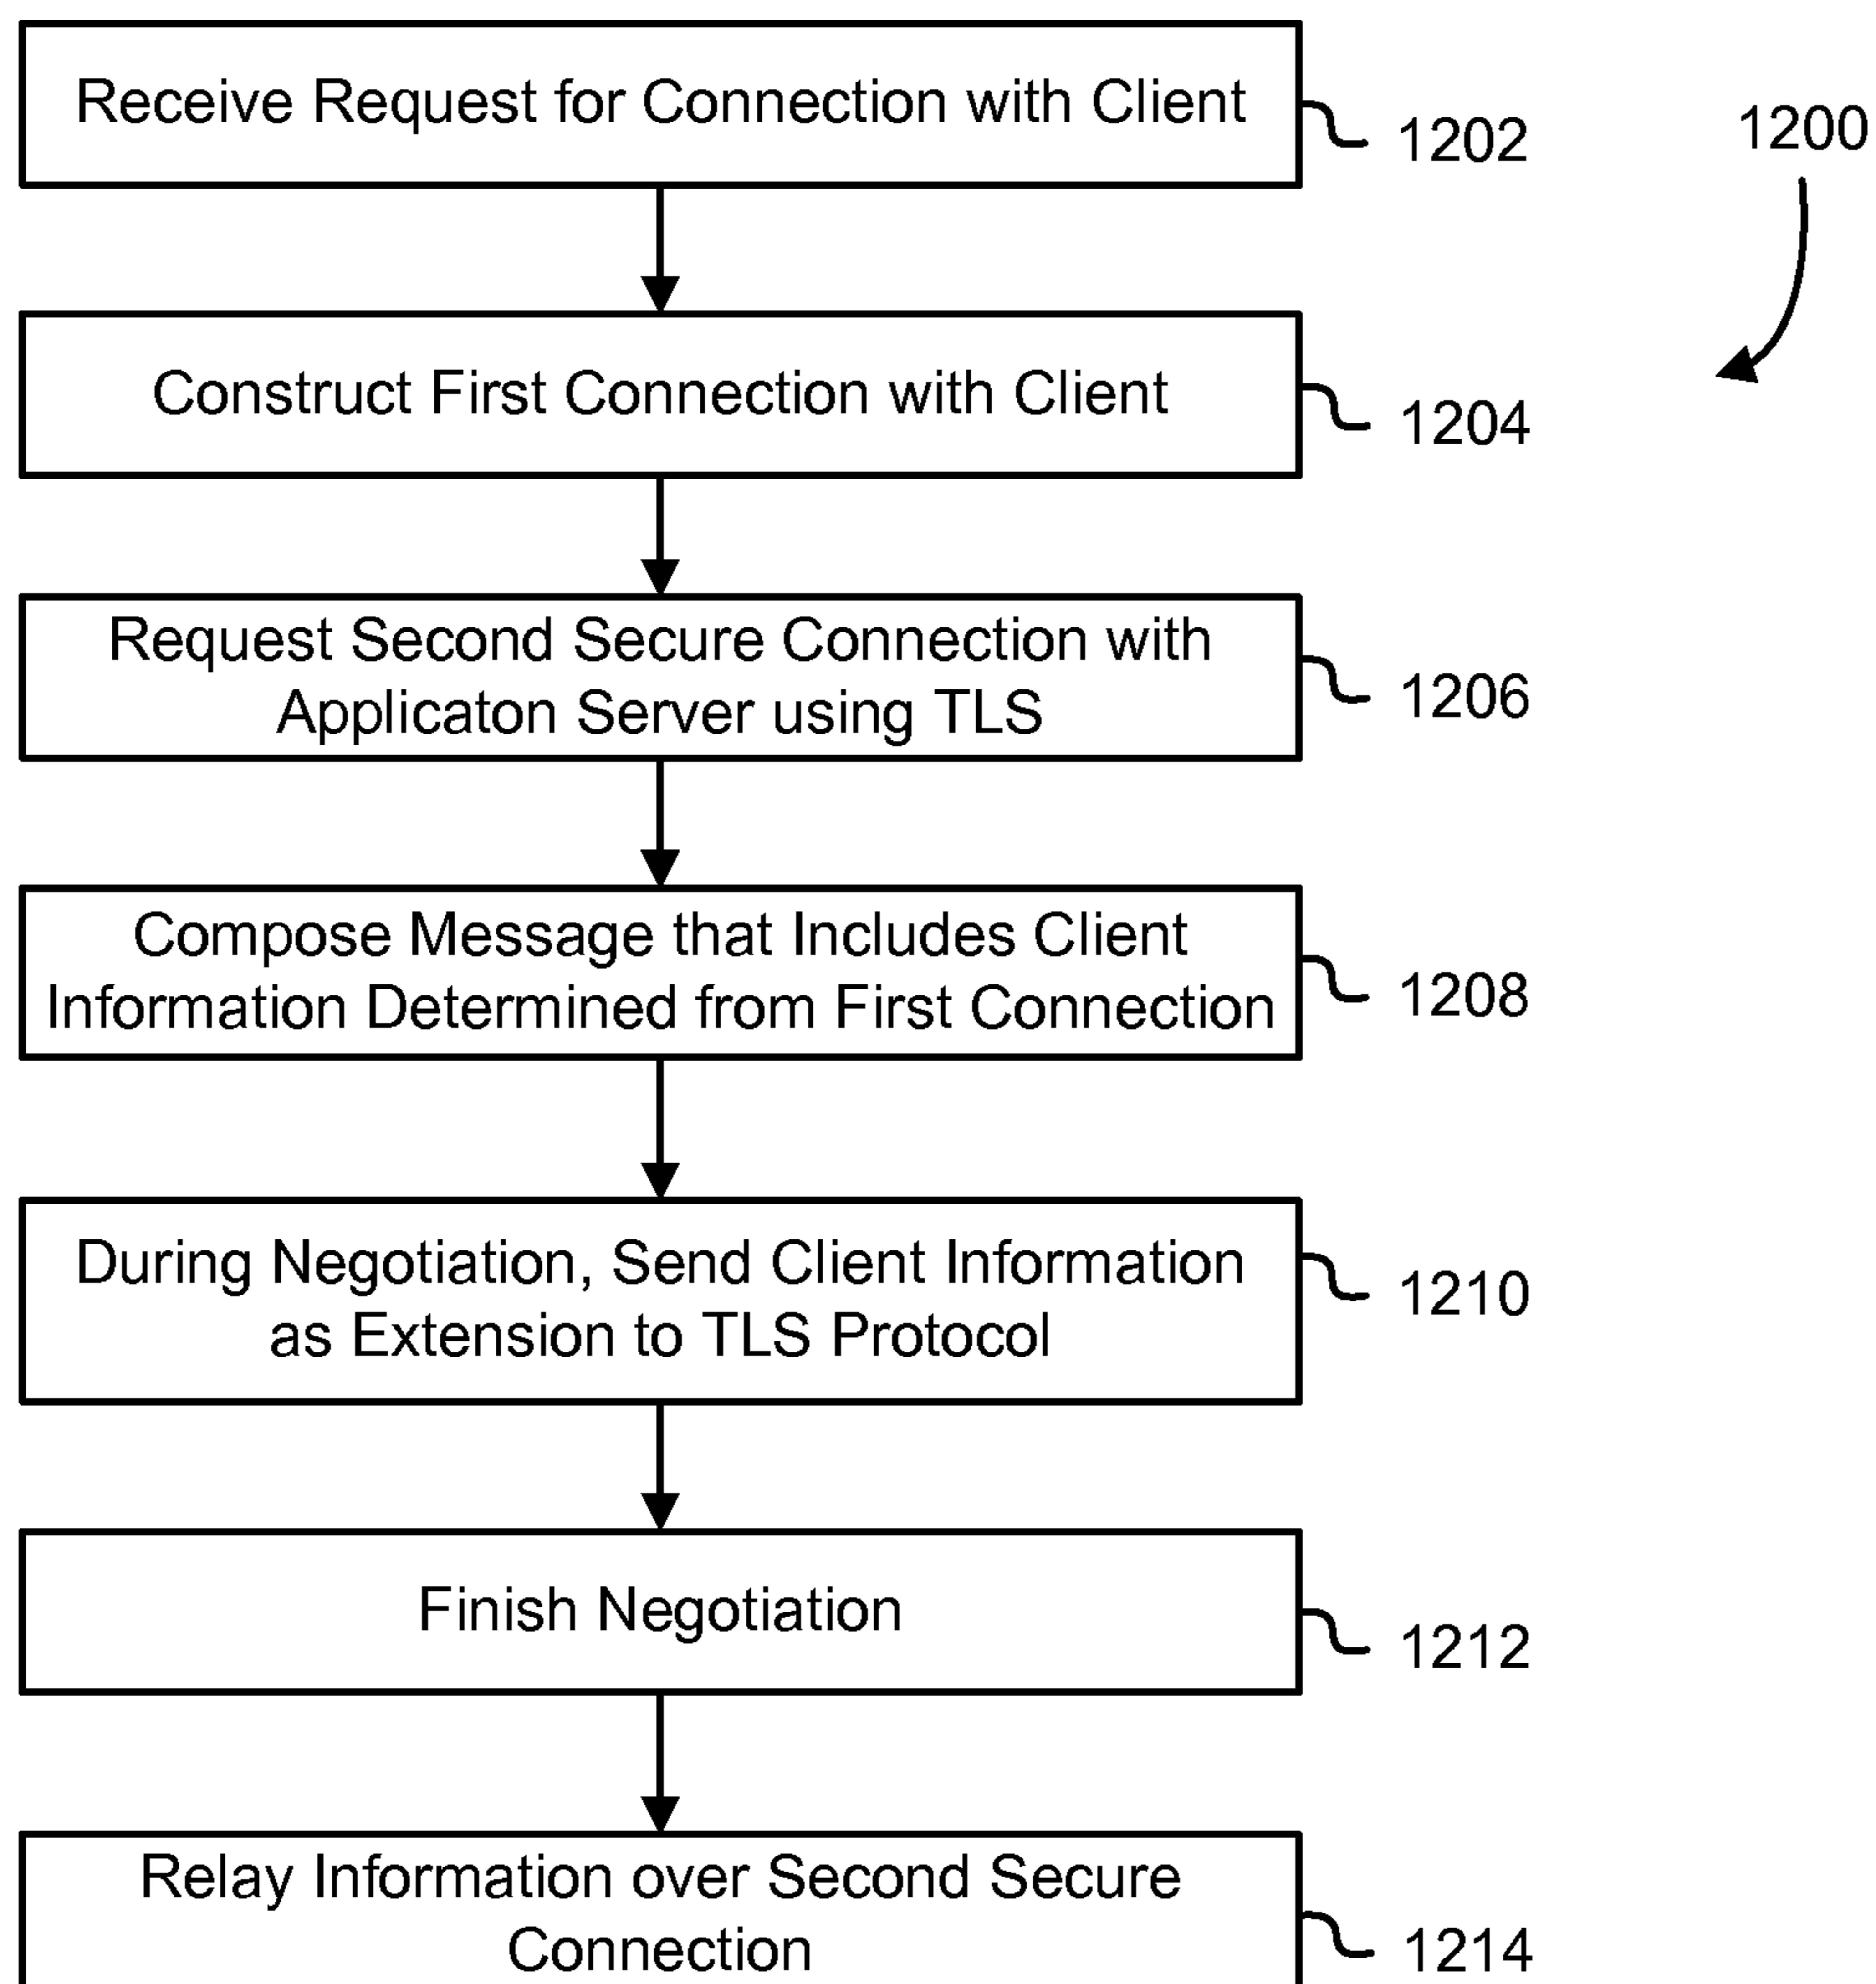 Receive Request for Connection with Client
1202
1200
Construct First Connection with Client
1204
Request Second Secure Connection with
Applicaton Server using TLS
1206
Compose Message that Includes Client
Information Determined from First Connection
1208
During Negotiation, Send Client Information
as Extension to TLS Protocol
1210
Finish Negotiation
1212
Relay Information over Second Secure
Connection
1214